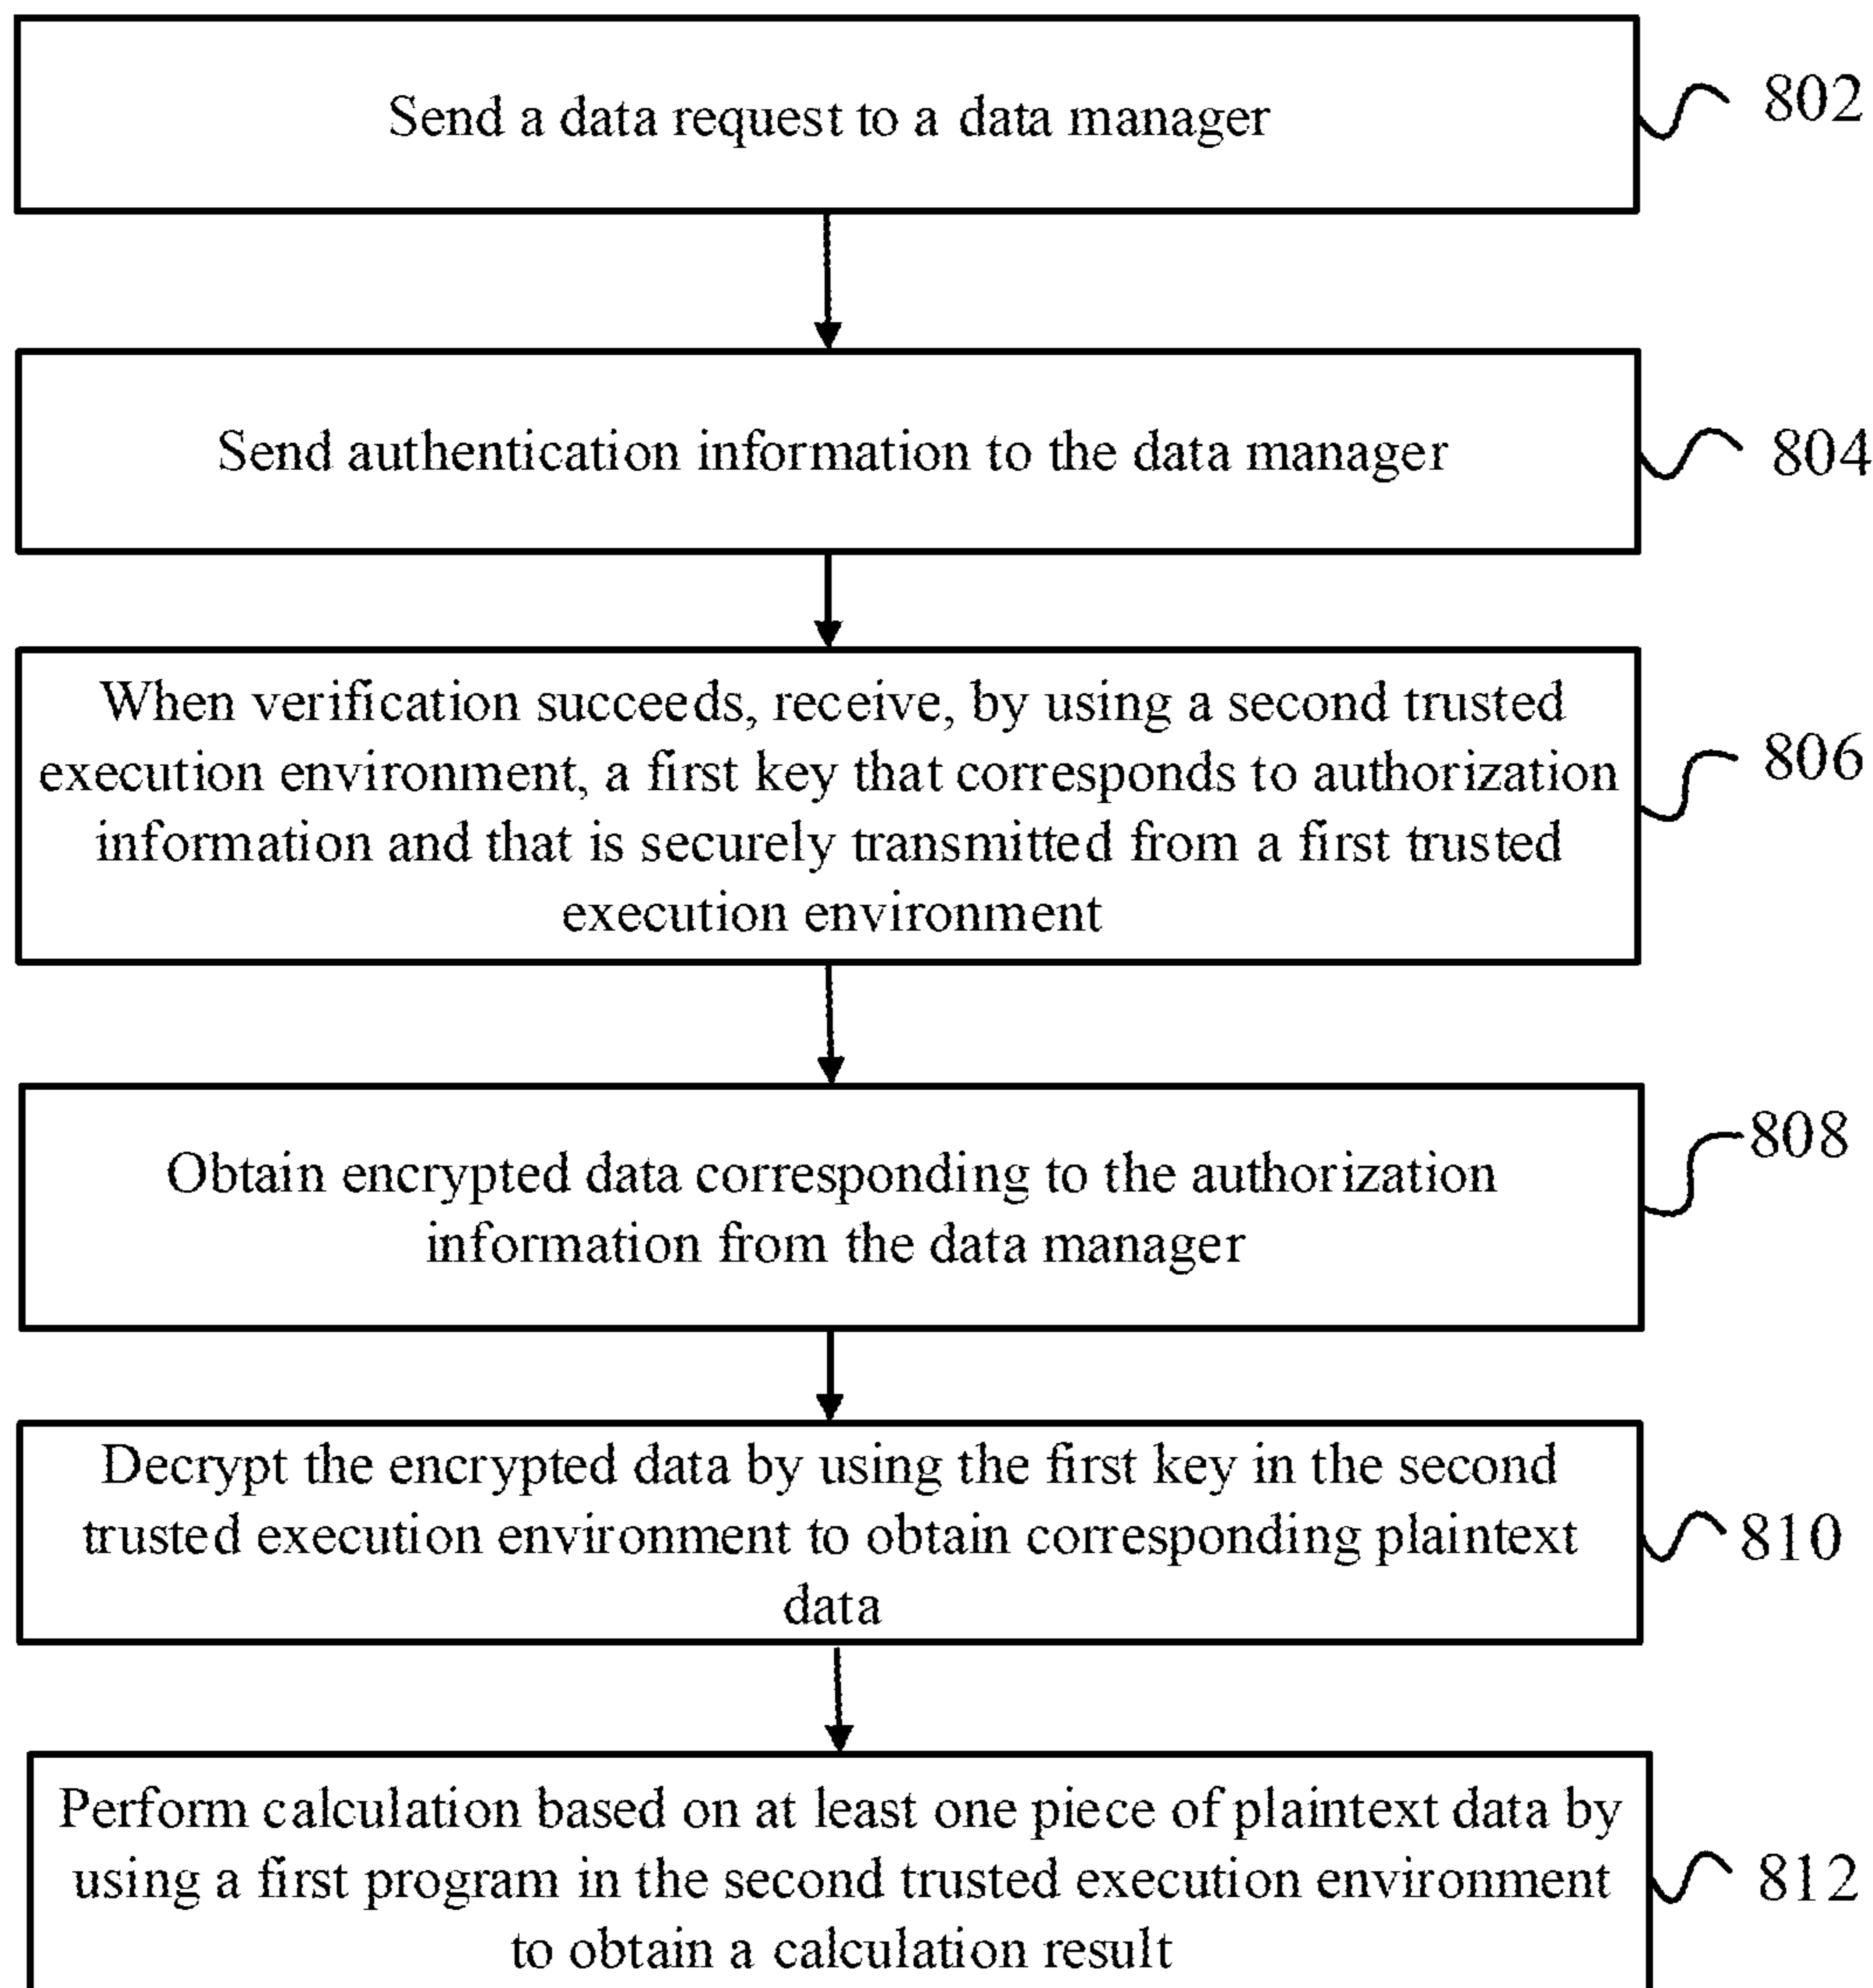 Send a data request to a data manager
802
Send authentication information to the data manager
804
When verification succeeds, receive, by using a second trusted
execution environment, a first key that corresponds to authorization
information and that is securely transmitted from a first trusted
execution environment
806
Obtain encrypted data corresponding to the authorization
information from the data manager
808
Decrypt the encrypted data by using the first key in the second
trusted execution environment to obtain corresponding plaintext
data
810
Perform calculation based on at least one piece of plaintext data by
using a first program in the second trusted execution environment
to obtain a calculation result
812